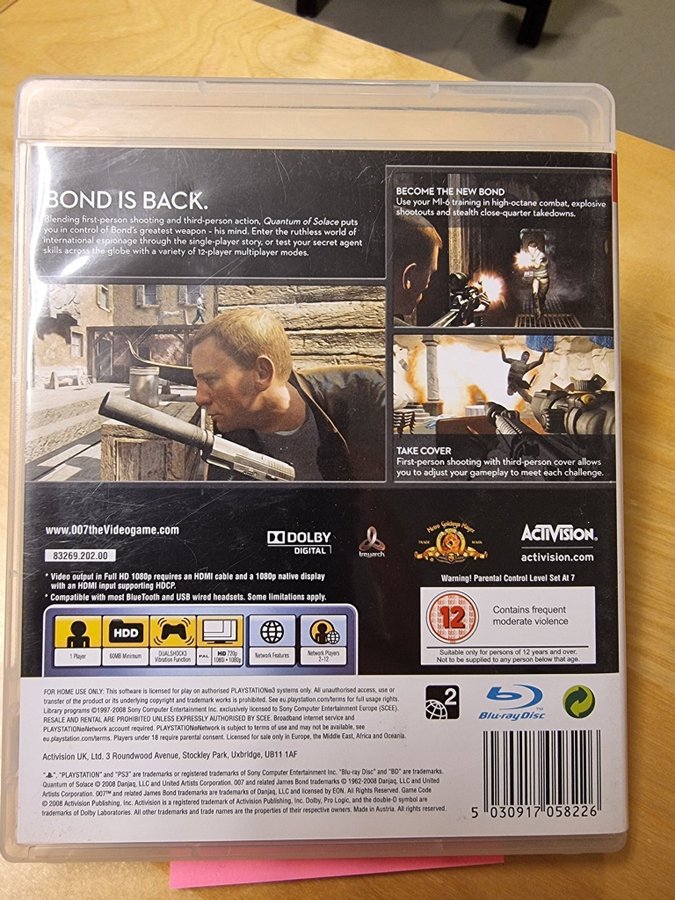 BOND IS BACK.
Blending first-person shooting and third-person action, Quantum of Solace puts
you in control of Bond's greatest weapon – his mind. Enter the ruthless world of
international espionage through the single-player story, or test your secret agent
skills across the globe with a variety of 12-player multiplayer modes.
BECOME THE NEW BOND
Use your MI-6 training in high-octane combat, explosive
shootouts and stealth close-quarter takedowns.
TAKE COVER
First-person shooting with third-person cover allows
you to adjust your gameplay to meet each challenge.
www.007theVideogame.com
83269.202.00
DOLBY
DIGITAL
treyarch
Metro Goldwyn Mayer
TRADE MARK
ACTIVISION.
activision.com
* Video output in Full HD 1080p requires an HDMI cable and a 1080p native display
with an HDMI input supporting HDCP.
* Compatible with most BlueTooth and USB wired headsets. Some limitations apply.
Warning! Parental Control Level Set At 7
12
Contains frequent
moderate violence
Suitable only for persons of 12 years and over.
Not to be supplied to any person below that age.
1 Player
HDD
60MB Minimum
DUALSHOCK3
Vibration Function
PAL
HD 720p
1080i • 1080p
Network Features
Network Players
2-12
FOR HOME USE ONLY: This software is licensed for play on authorised PLAYSTATION®3 systems only. All unauthorised access, use or
transfer of the product or its underlying copyright and trademark works is prohibited. See eu.playstation.com/terms for full usage rights.
Library programs ©1997-2008 Sony Computer Entertainment Inc. exclusively licensed to Sony Computer Entertainment Europe (SCEE).
RESALE AND RENTAL ARE PROHIBITED UNLESS EXPRESSLY AUTHORISED BY SCEE. Broadband internet service and
PLAYSTATION®Network account required. PLAYSTATION®Network is subject to terms of use and may not be available, see
eu.playstation.com/terms. Players under 18 require parental consent. Licensed for sale only in Europe, the Middle East, Africa and Oceania.
Activision UK, Ltd. 3 Roundwood Avenue, Stockley Park, Uxbridge, UB11 1AF
", "PLAYSTATION" and "PS3" are trademarks or registered trademarks of Sony Computer Entertainment Inc. "Blu-ray Disc" and "BD" are trademarks.
Quantum of Solace © 2008 Danjaq, LLC and United Artists Corporation. 007 and related James Bond trademarks © 1962-2008 Danjaq, LLC and United
Artists Corporation. 007™ and related James Bond trademarks are trademarks of Danjaq, LLC and licensed by EON. All Rights Reserved. Game Code
© 2008 Activision Publishing, Inc. Activision is a registered trademark of Activision Publishing, Inc. Dolby, Pro Logic, and the double-D symbol are
trademarks of Dolby Laboratories. All other trademarks and trade names are the properties of their respective owners. Made in Austria. All rights reserved.
2
Blu-ray Disc
5 030917 058226